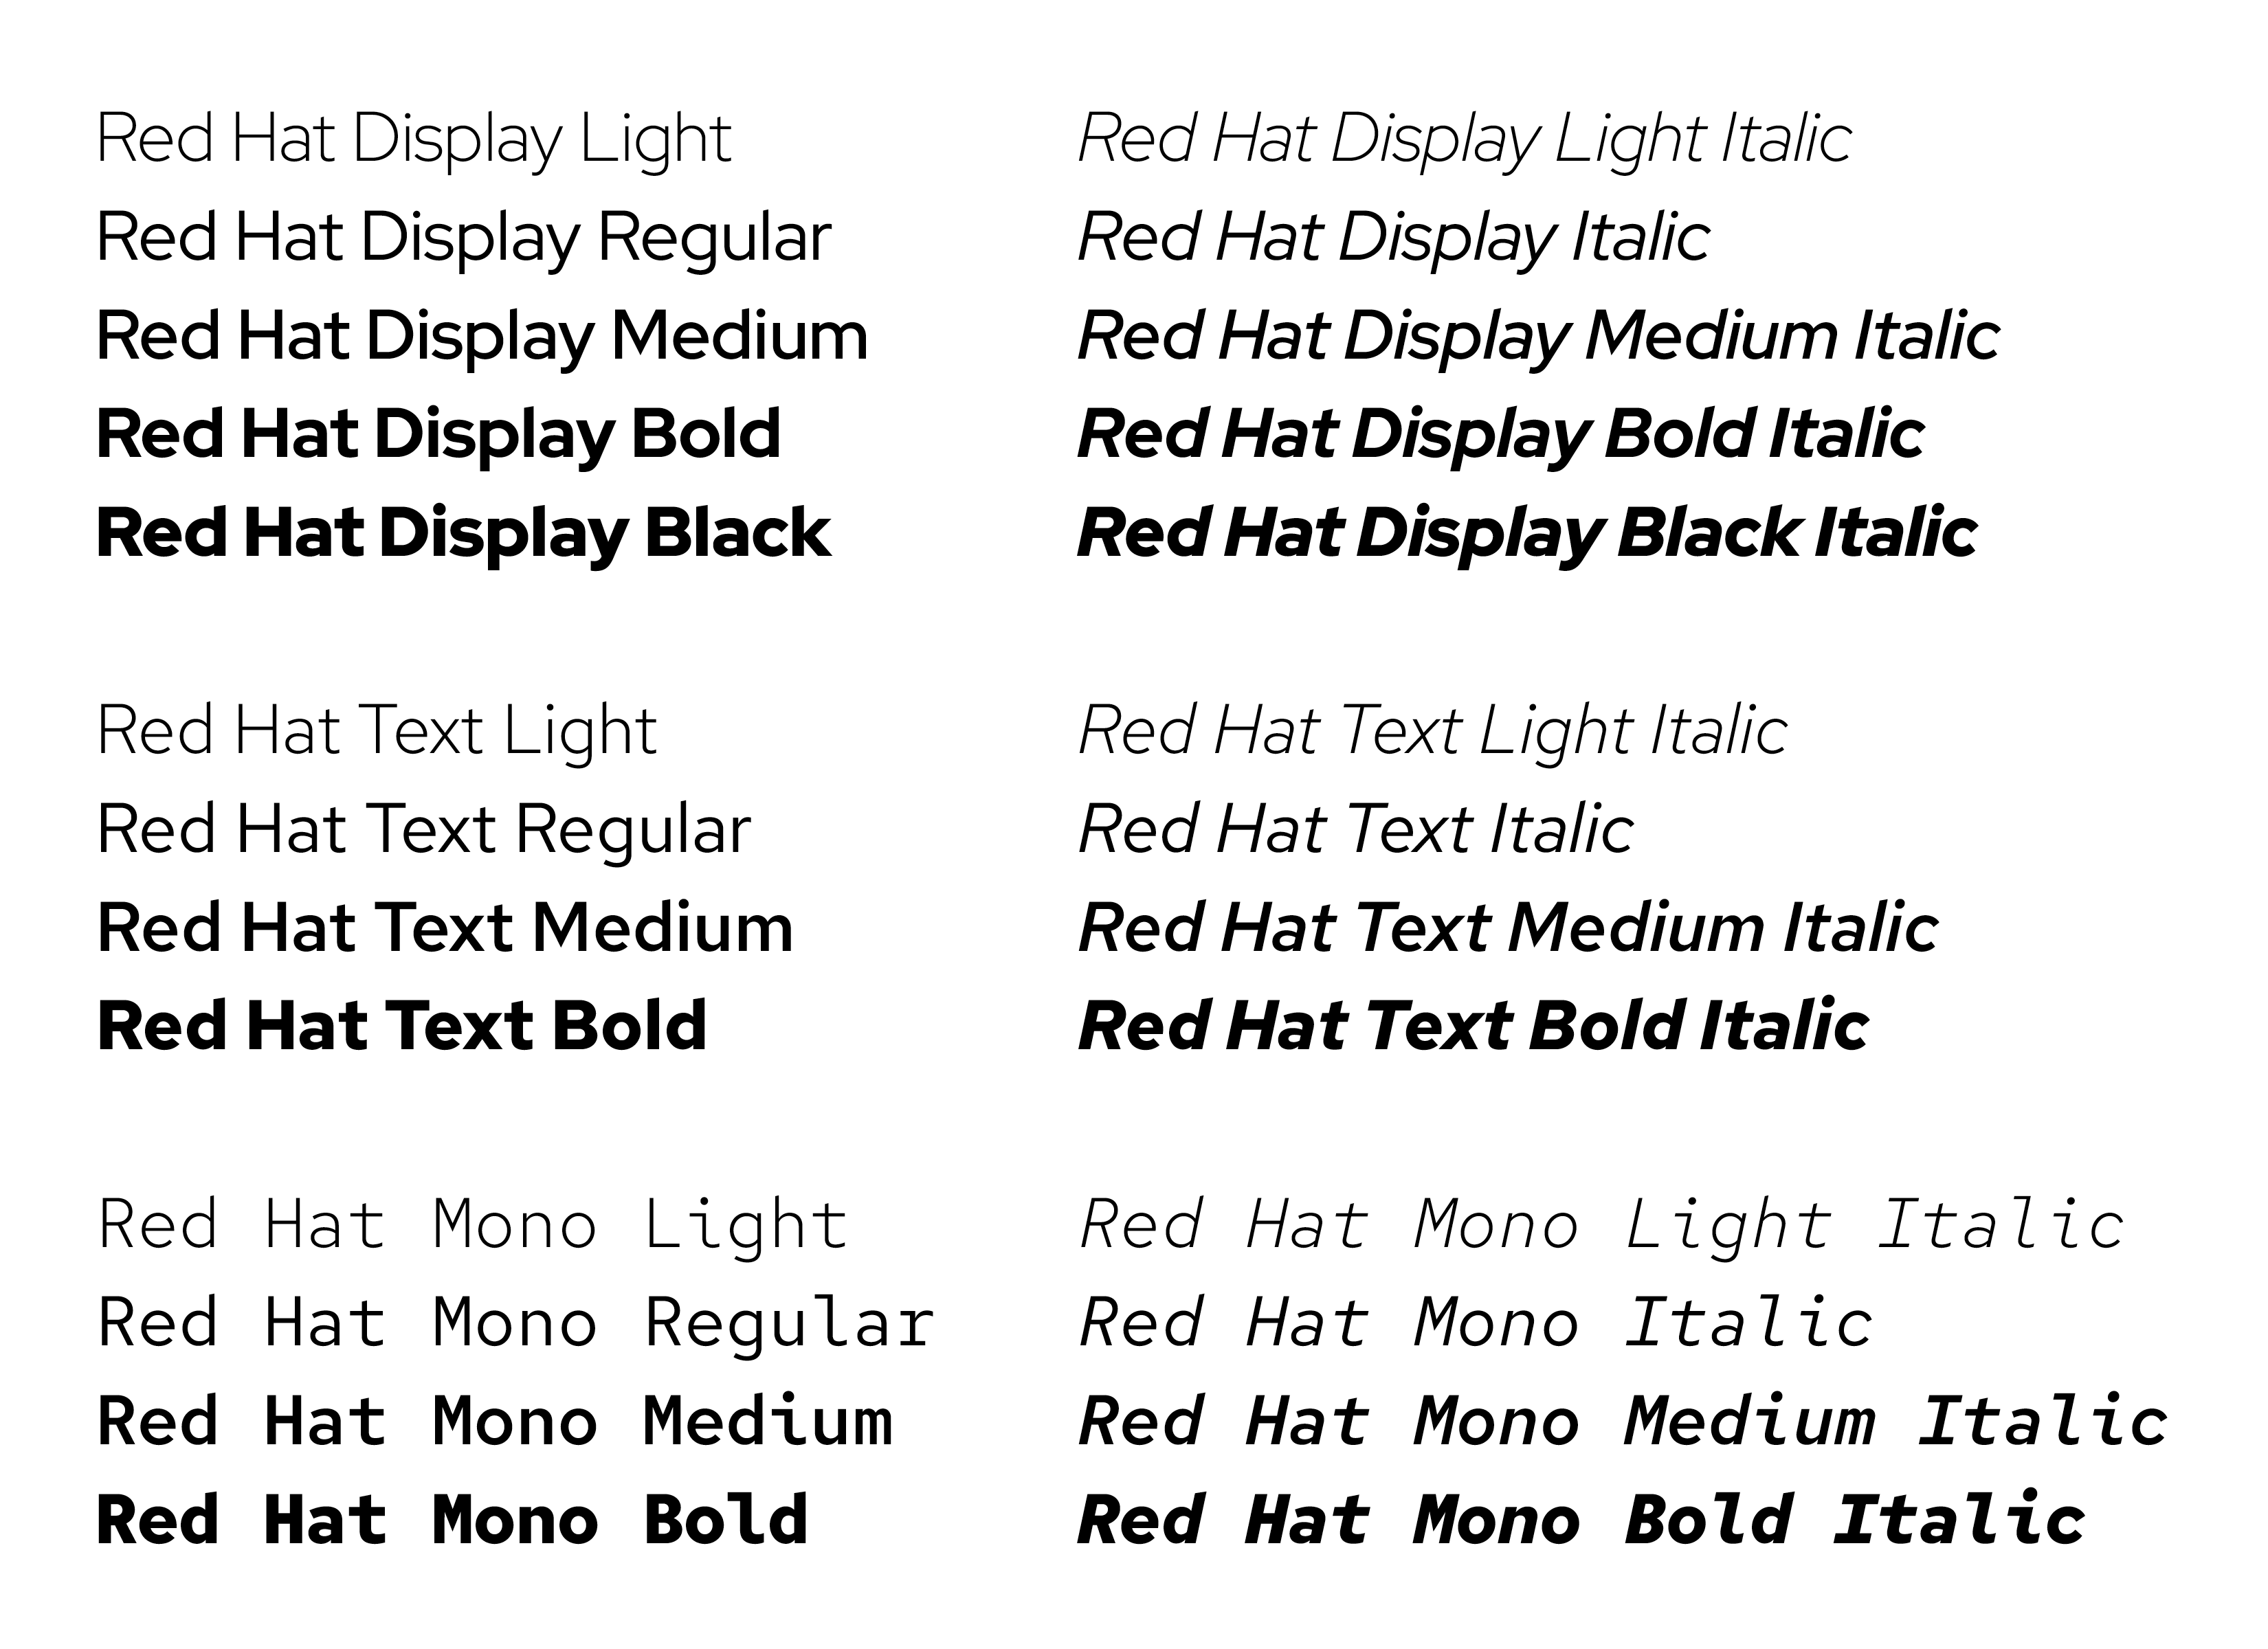 Red Hat Display Light
Red Hat Display Regular
Red Hat Display Medium
Red Hat Display Bold
Red Hat Display Black
Red Hat Display Light Italic
Red Hat Display Italic
Red Hat Display Medium Italic
Red Hat Display Bold Italic
Red Hat Display Black Italic
Red Hat Text Light
Red Hat Text Regular
Red Hat Text Medium
Red Hat Text Bold
Red Hat Text Light Italic
Red Hat Text Italic
Red Hat Text Medium Italic
Red Hat Text Bold Italic
Red Hat Mono Light
Red Hat Mono Regular
Red Hat Mono Medium
Red Hat Mono Bold
Red Hat Mono Light Italic
Red Hat Mono Italic
Red Hat Mono Medium Italic
Red Hat Mono Bold Italic